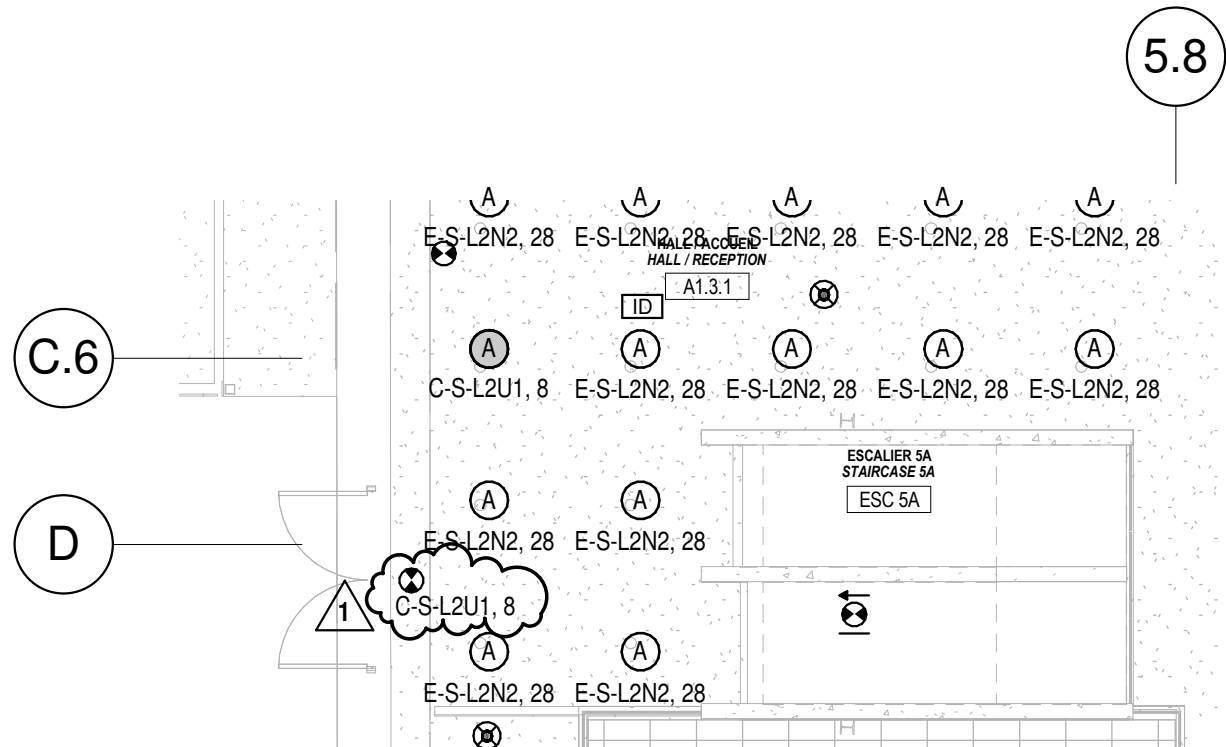 5.8
A A A A A
E-S-L2N2, 28 E-S-L2N2, 28 E-S-L2N2, 28 E-S-L2N2, 28 E-S-L2N2, 28
HALL / ACCUEIL
HALL / RECEPTION
A1.3.1
ID
C.6
A A A A A
C-S-L2U1, 8 E-S-L2N2, 28 E-S-L2N2, 28 E-S-L2N2, 28 E-S-L2N2, 28
ESCALIER 5A
STAIRCASE 5A
ESC 5A
A A
D
E-S-L2N2, 28 E-S-L2N2, 28
1
C-S-L2U1, 8
A A
E-S-L2N2, 28 E-S-L2N2, 28